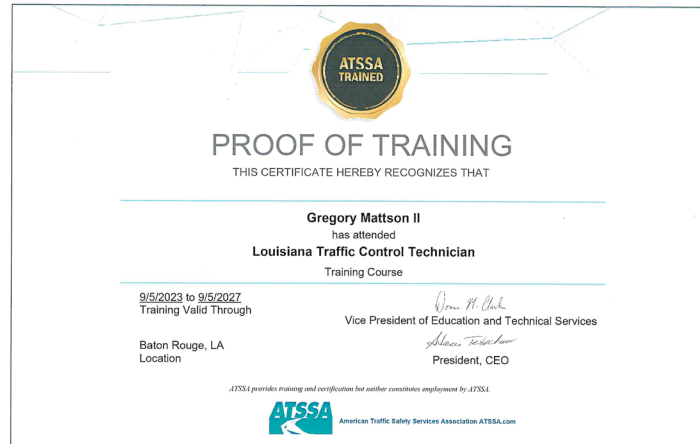 ATSSA
TRAINED
PROOF OF TRAINING
THIS CERTIFICATE HEREBY RECOGNIZES THAT
Gregory Mattson II
has attended
Louisiana Traffic Control Technician
Training Course
9/5/2023 to 9/5/2027
Training Valid Through
Donna M. Clark
Vice President of Education and Technical Services
Baton Rouge, LA
Location
President, CEO
ATSSA provides training and certification but neither constitutes employment by ATSSA.
ATSSA
American Traffic Safety Services Association ATSSA.com